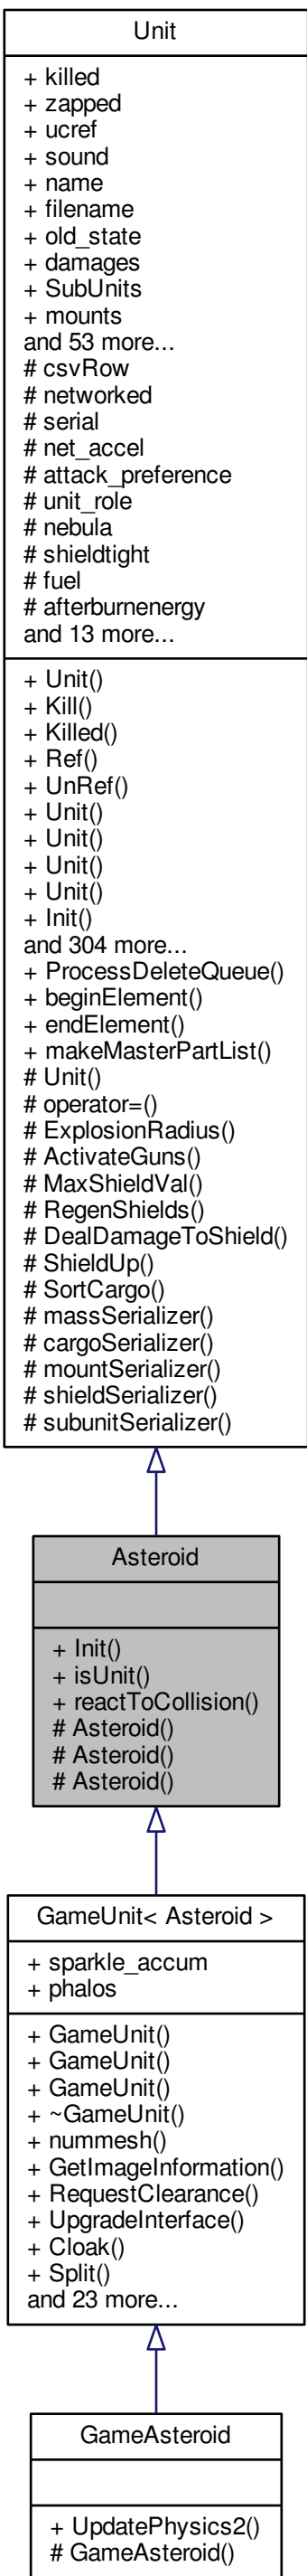 Unit
+ killed
+ zapped
+ ucref
+ sound
+ name
+ filename
+ old_state
+ damages
+ SubUnits
+ mounts
and 53 more...
# csvRow
# networked
# serial
# net_accel
# attack_preference
# unit_role
# nebula
# shieldtight
# fuel
# afterburnenergy
and 13 more...
+ Unit()
+ Kill()
+ Killed()
+ Ref()
+ UnRef()
+ Unit()
+ Unit()
+ Unit()
+ Unit()
+ Init()
and 304 more...
+ ProcessDeleteQueue()
+ beginElement()
+ endElement()
+ makeMasterPartList()
# Unit()
# operator=()
# ExplosionRadius()
# ActivateGuns()
# MaxShieldVal()
# RegenShields()
# DealDamageToShield()
# ShieldUp()
# SortCargo()
# massSerializer()
# cargoSerializer()
# mountSerializer()
# shieldSerializer()
# subunitSerializer()
Asteroid
+ Init()
+ isUnit()
+ reactToCollision()
# Asteroid()
# Asteroid()
# Asteroid()
GameUnit< Asteroid >
+ sparkle_accum
+ phalos
+ GameUnit()
+ GameUnit()
+ GameUnit()
+ ~GameUnit()
+ nummesh()
+ GetImageInformation()
+ RequestClearance()
+ UpgradeInterface()
+ Cloak()
+ Split()
and 23 more...
GameAsteroid
+ UpdatePhysics2()
# GameAsteroid()